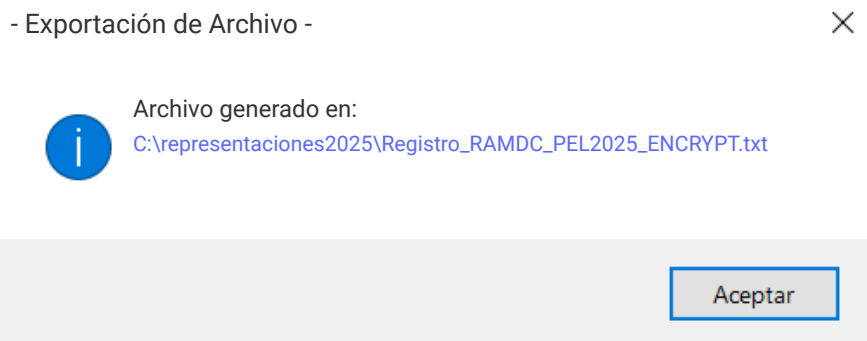 - Exportación de Archivo -
Archivo generado en:
C:\representaciones2025\Registro_RAMDC_PEL2025_ENCRYPT.txt
Aceptar